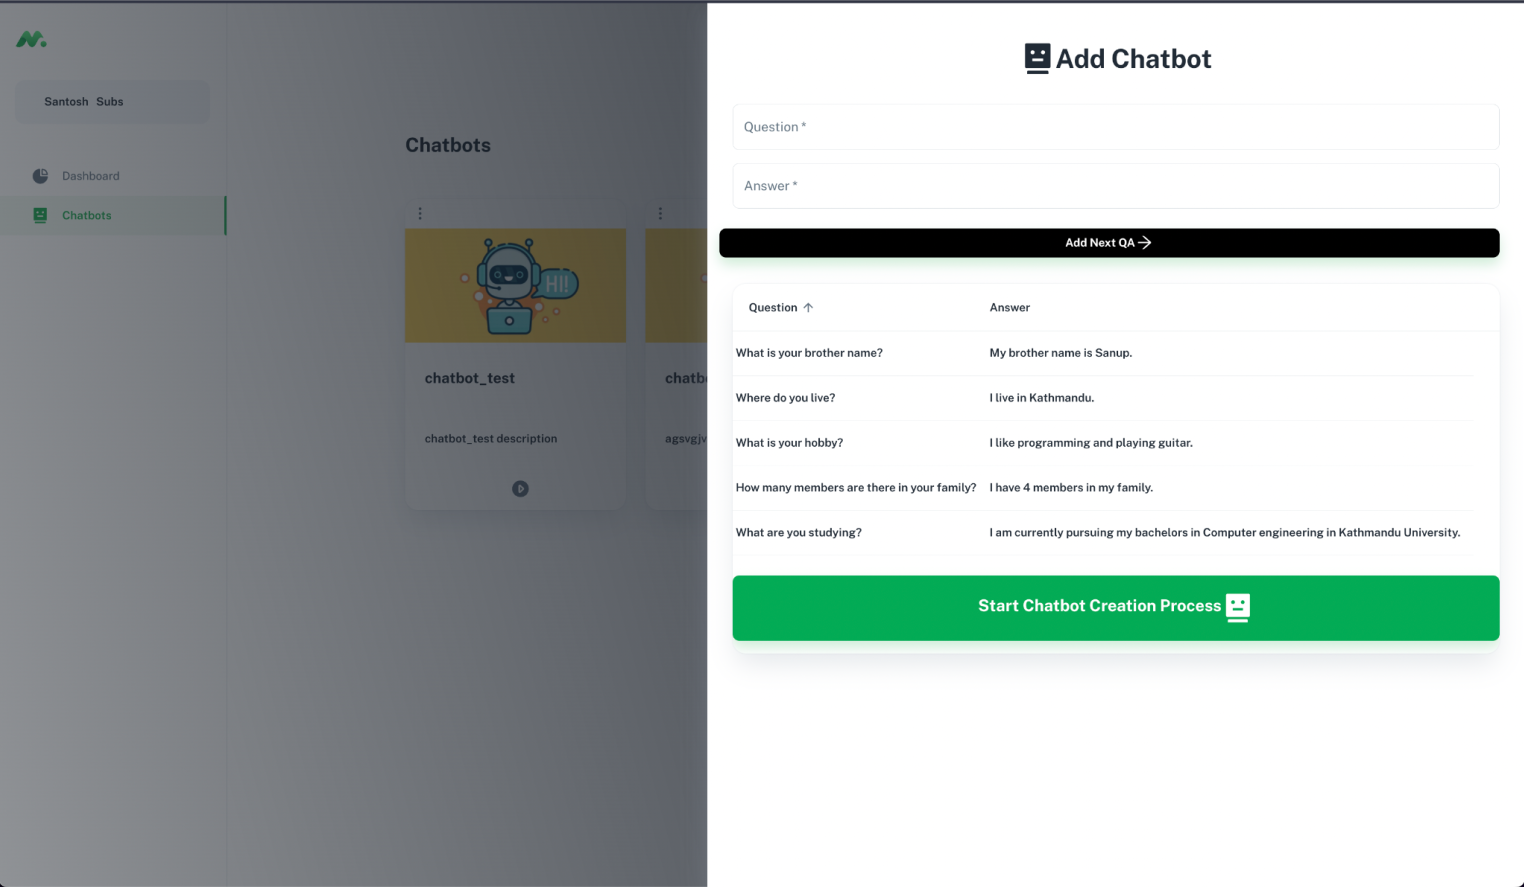 Santosh Subs
Dashboard
Chatbots
Chatbots
HI!
chatbot_test
chatbot_test description
Add Chatbot
Question *
Answer *
Add Next QA
Question Answer
What is your brother name? My brother name is Sanup.
Where do you live? I live in Kathmandu.
What is your hobby? I like programming and playing guitar.
How many members are there in your family? I have 4 members in my family.
What are you studying? I am currently pursuing my bachelors in Computer engineering in Kathmandu University.
Start Chatbot Creation Process